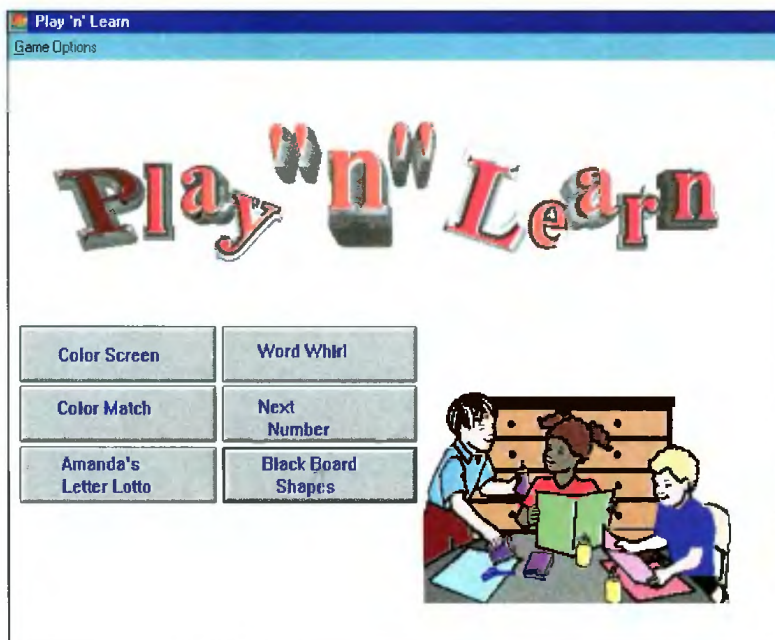 Play 'n' Learn
Game Options
Play "n" Learn
Color Screen
Word Whirl
Color Match
Next
Number
Amanda's
Letter Lotto
Black Board
Shapes